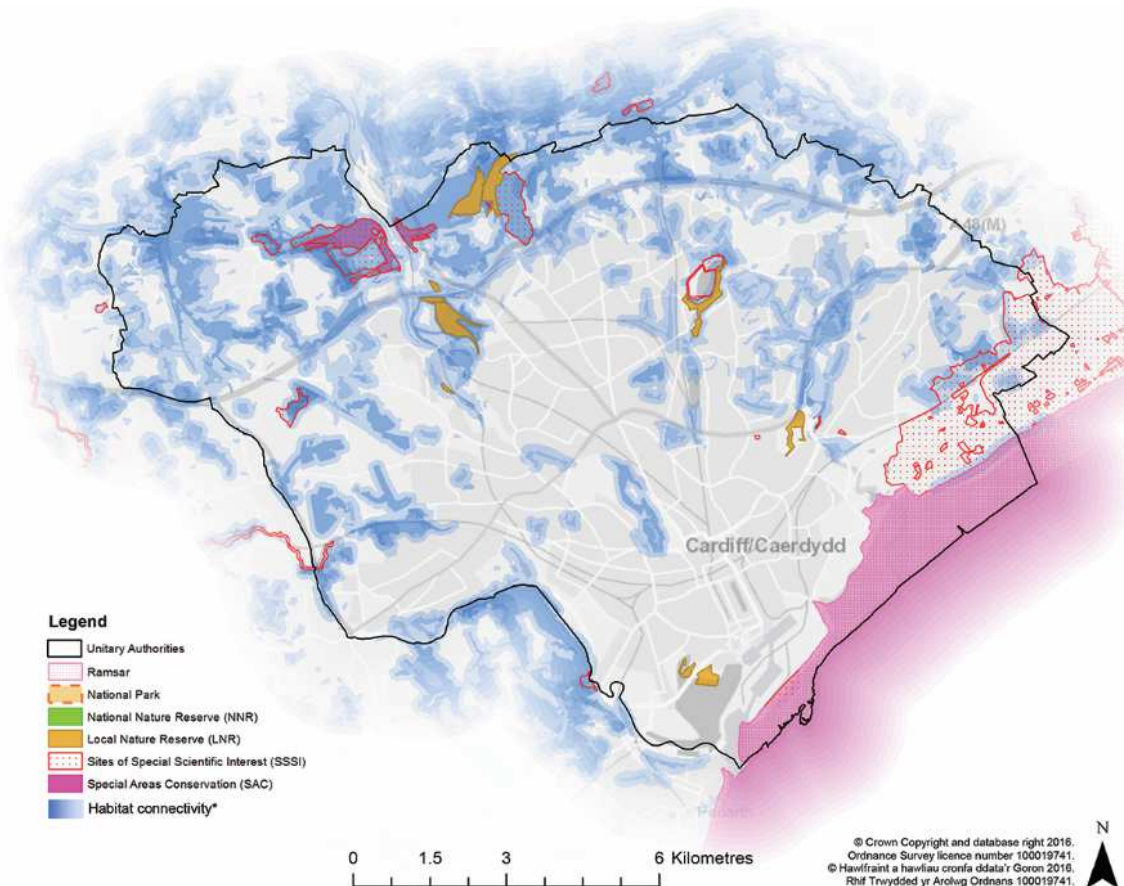 A48(M)
Cardiff/Caerdydd
Penarth
Legend
Unitary Authorities
Ramsar
National Park
National Nature Reserve (NNR)
Local Nature Reserve (LNR)
Sites of Special Scientific Interest (SSSI)
Special Areas Conservation (SAC)
Habitat connectivity*
0 1.5 3 6 Kilometres
N
© Crown Copyright and database right 2016.
Ordnance Survey licence number 100019741.
© Hawlfraint a hawliau cronfa ddata'r Goron 2016.
Rhif Trwydded yr Arolwg Ordnans 100019741.